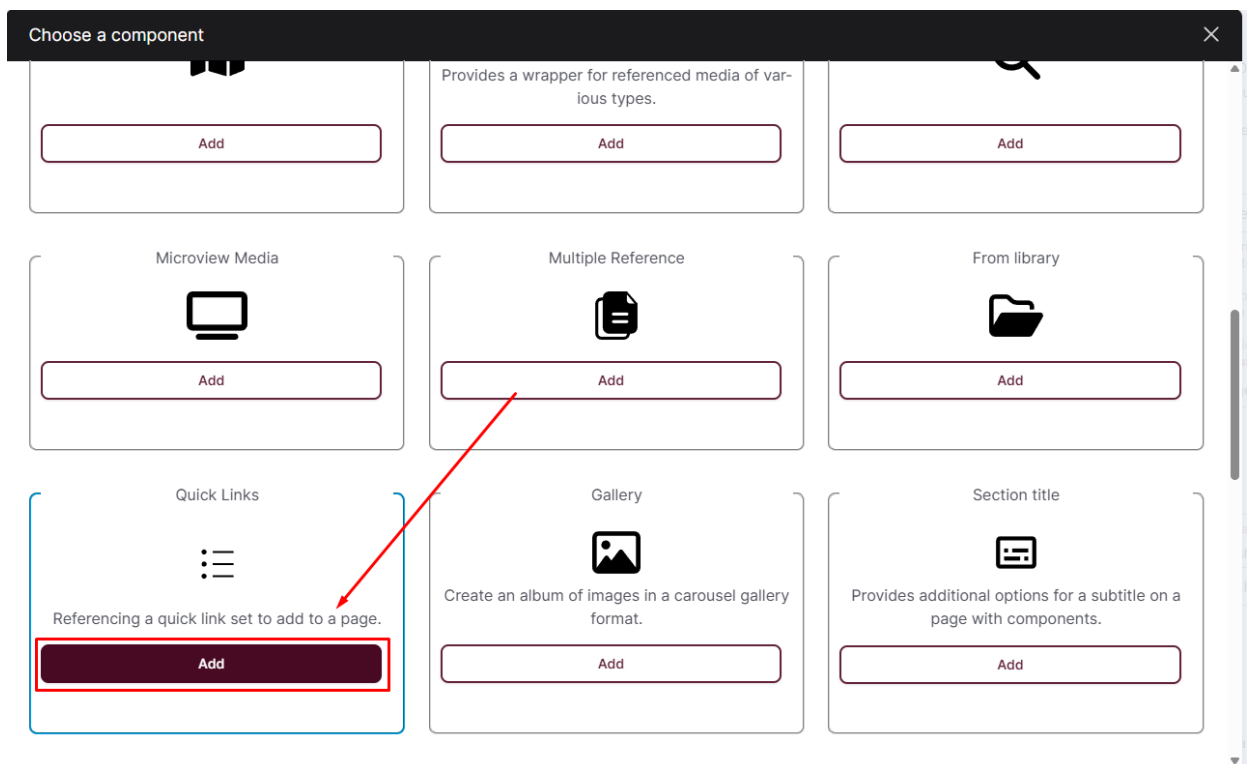 Choose a component
Provides a wrapper for referenced media of var-
ious types.
Add
Add
Add
Microview Media
Multiple Reference
From library
Add
Add
Add
Quick Links
Gallery
Section title
Referencing a quick link set to add to a page.
Create an album of images in a carousel gallery
format.
Provides additional options for a subtitle on a
page with components.
Add
Add
Add